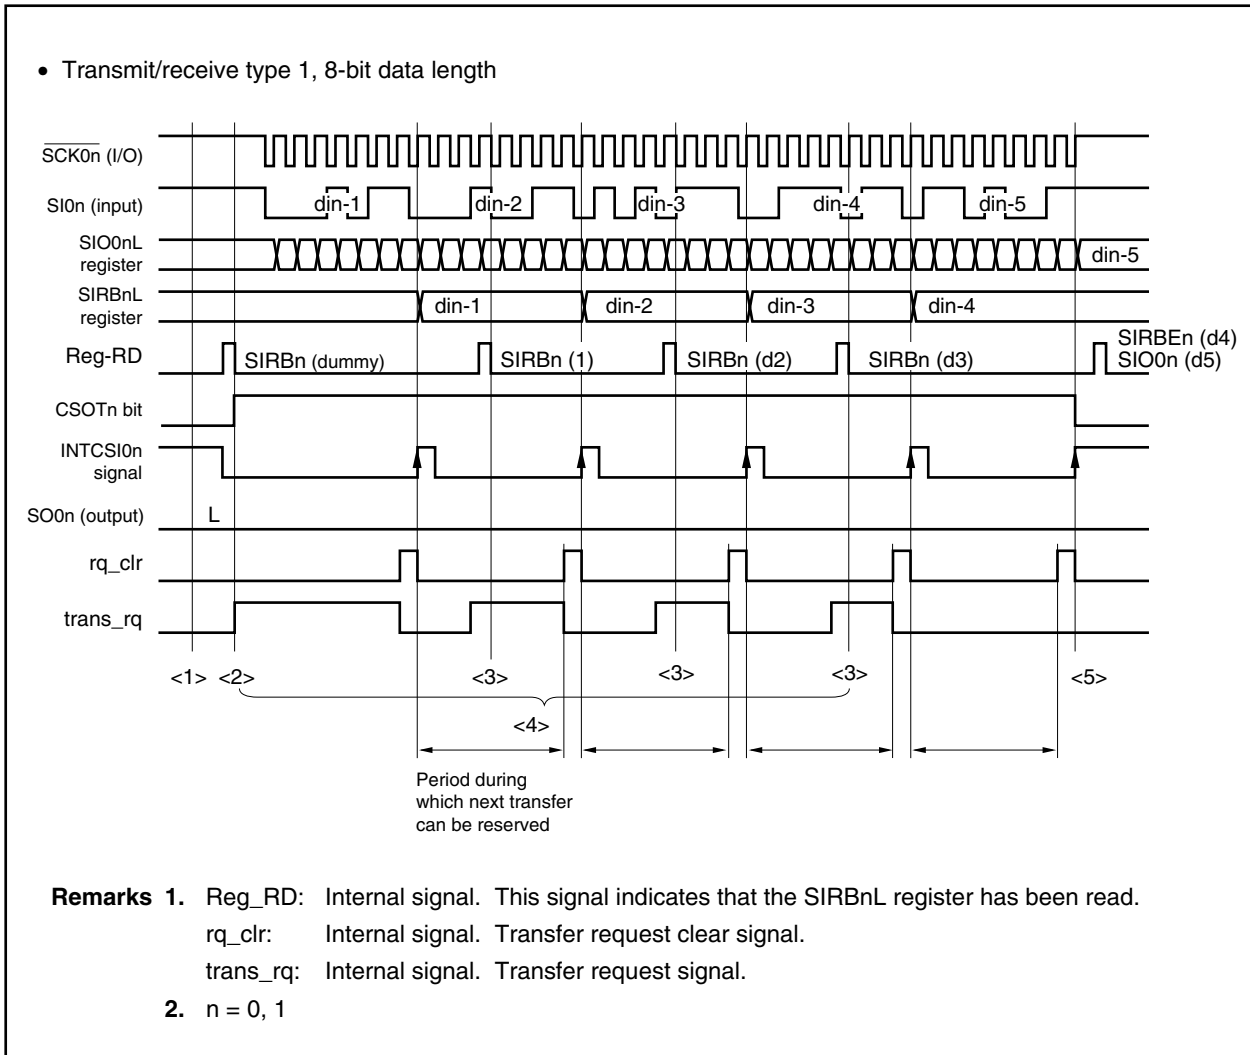 • Transmit/receive type 1, 8-bit data length
SCK0n (I/O)
SI0n (input)
din-1
din-2
din-3
din-4
din-5
SIO0nL
register
din-5
SIRBnL
register
din-1
din-2
din-3
din-4
Reg-RD
SIRBn (dummy)
SIRBn (1)
SIRBn (d2)
SIRBn (d3)
SIRBEn (d4)
SIO0n (d5)
CSOTn bit
INTCSI0n
signal
SO0n (output)
L
rq_clr
trans_rq
<1> <2> <3> <3> <3> <5>
<4>
Period during
which next transfer
can be reserved
Remarks 1. Reg_RD: Internal signal. This signal indicates that the SIRBnL register has been read.
rq_clr: Internal signal. Transfer request clear signal.
trans_rq: Internal signal. Transfer request signal.
2. n = 0, 1